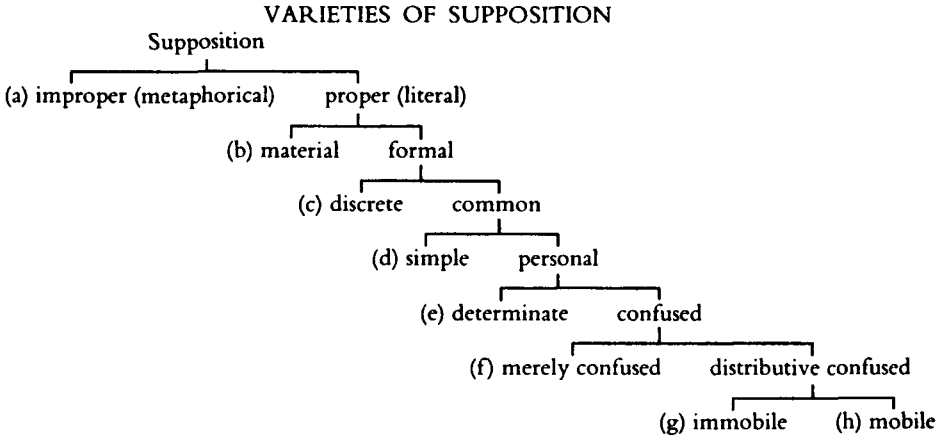 VARIETIES OF SUPPOSITION
Supposition
(a) improper (metaphorical) proper (literal)
(b) material formal
(c) discrete common
(d) simple personal
(e) determinate confused
(f) merely confused distributive confused
(g) immobile (h) mobile